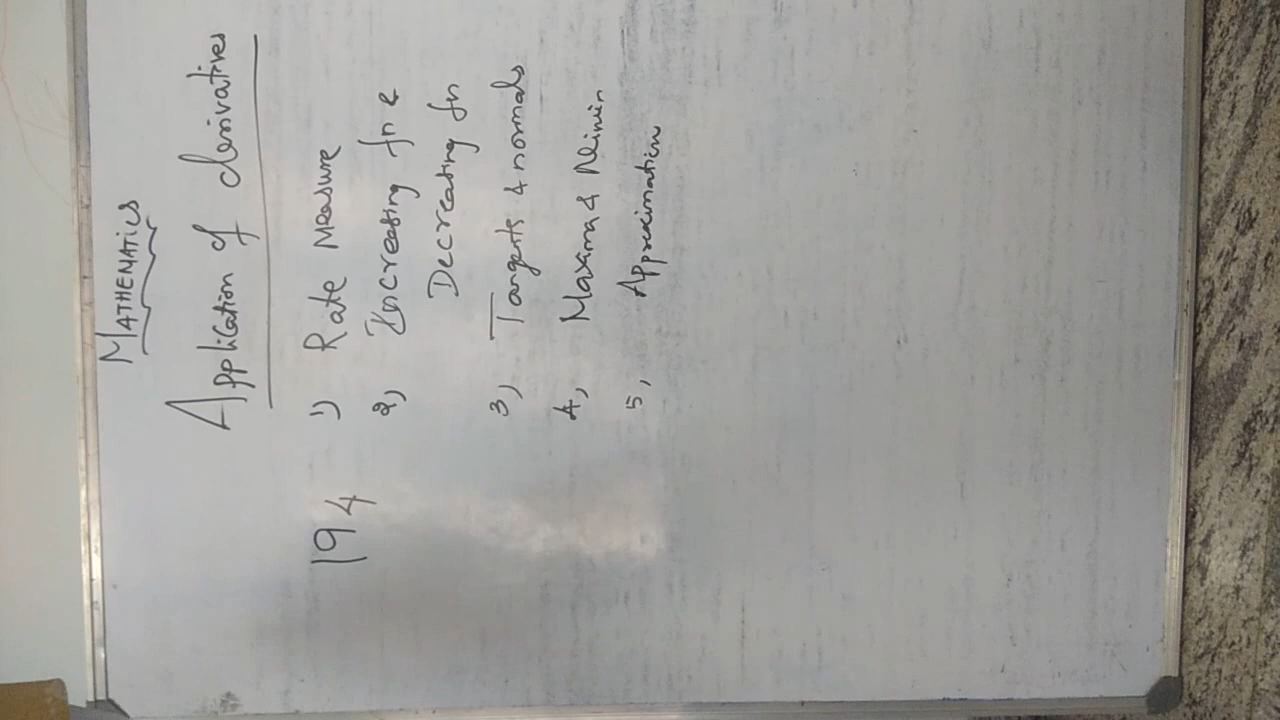 MATHEMATICS
Application of derivatives
194
1) Rate Measure
2) Increasing fn &
Decreasing fn
3) Tangents & normals
4) Maxima &
5) Approximation